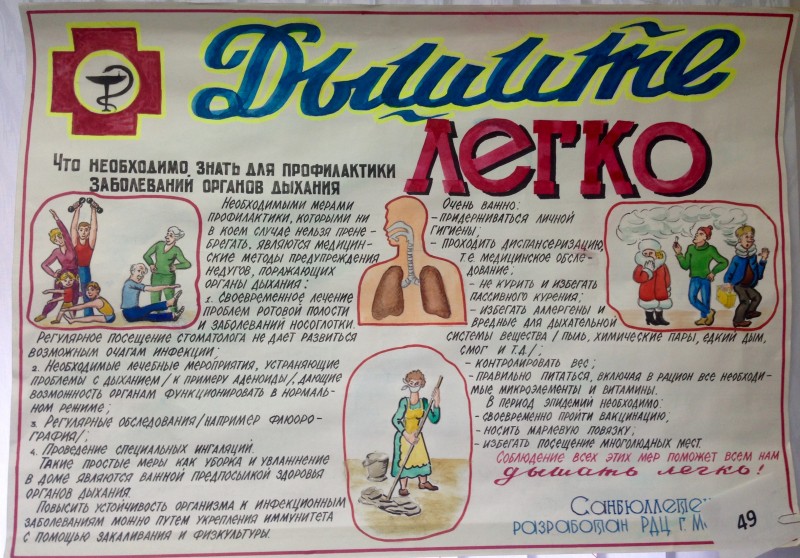 Дышите
легко
Что необходимо знать для профилактики
заболеваний органов дыхания
Необходимыми мерами
профилактики, которыми ни
в коем случае нельзя прене-
брегать, являются медицин-
ские методы предупреждения
недугов, поражающих
органы дыхания:
1. Своевременное лечение
проблем ротовой полости
и заболеваний носоглотки.
Регулярное посещение стоматолога не дает развиться
возможным очагам инфекции;
2. Необходимые лечебные мероприятия, устраняющие
проблемы с дыханием /к примеру аденоиды/, дающие
возможность органам функционировать в нормаль-
ном режиме;
3. Регулярные обследования /например флюоро-
графия/;
4. Проведение специальных ингаляций.
Такие простые меры как уборка и увлажнение
в доме являются важной предпосылкой здоровья
органов дыхания.
Повысить устойчивость организма к инфекционным
заболеваниям можно путем укрепления иммунитета
с помощью закаливания и физкультуры.
Очень важно:
- придерживаться личной
гигиены;
- проходить диспансеризацию,
т.е. медицинское обсле-
дование;
- не курить и избегать
пассивного курения;
- избегать аллергены и
вредные для дыхательной
системы вещества /пыль, химические пары, едкий дым,
смог и т.д/;
- контролировать вес;
- правильно питаться, включая в рацион все необходи-
мые микроэлементы и витамины.
В период эпидемий необходимо:
- своевременно пройти вакцинацию,
- носить марлевую повязку;
- избегать посещение многолюдных мест.
Соблюдение всех этих мер поможет всем нам
дышать легко!
Санбюллетен
разработан РДЦ г.М
49